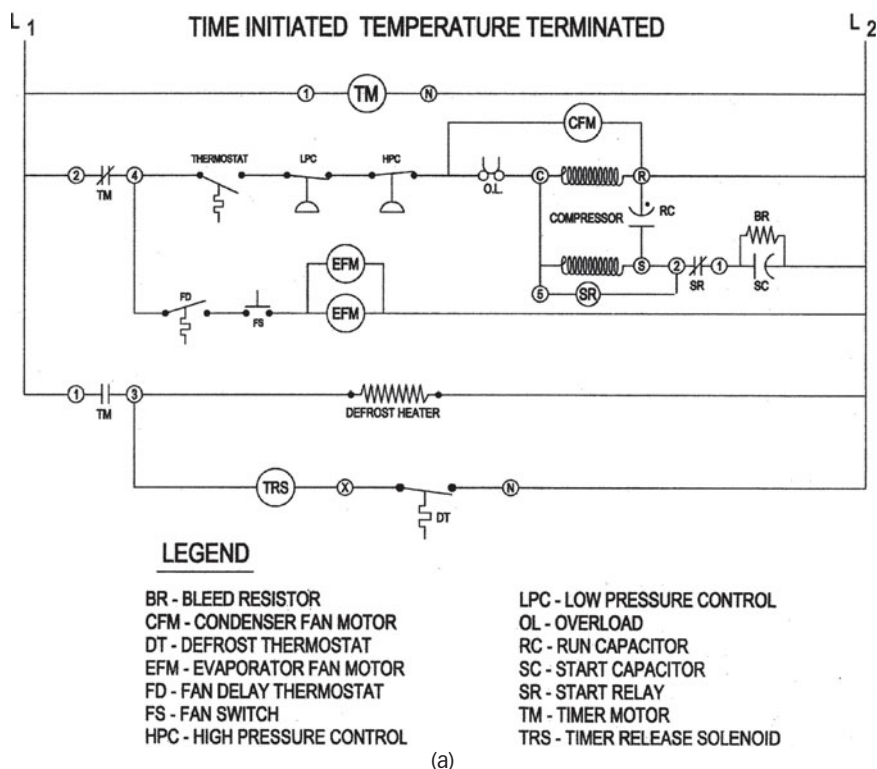 L1 TIME INITIATED TEMPERATURE TERMINATED L2
1 TM N
CFM
2 TM 4 THERMOSTAT LPC HPC O.L. C R
COMPRESSOR RC
BR
S 2 SR 1 SC
5 SR
EFM
FD FS EFM
1 TM 3 DEFROST HEATER
TRS X DT N
LEGEND
BR - BLEED RESISTOR
CFM - CONDENSER FAN MOTOR
DT - DEFROST THERMOSTAT
EFM - EVAPORATOR FAN MOTOR
FD - FAN DELAY THERMOSTAT
FS - FAN SWITCH
HPC - HIGH PRESSURE CONTROL
LPC - LOW PRESSURE CONTROL
OL - OVERLOAD
RC - RUN CAPACITOR
SC - START CAPACITOR
SR - START RELAY
TM - TIMER MOTOR
TRS - TIMER RELEASE SOLENOID
(a)